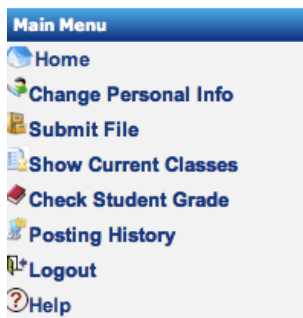 Main Menu
Home
Change Personal Info
Submit File
Show Current Classes
Check Student Grade
Posting History
Logout
Help